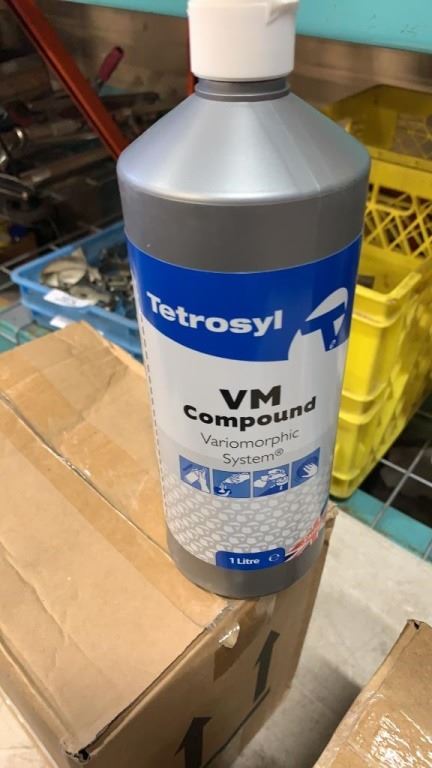 Tetrosyl
VM
Compound
Variomorphic
System®
1 Litre ℮